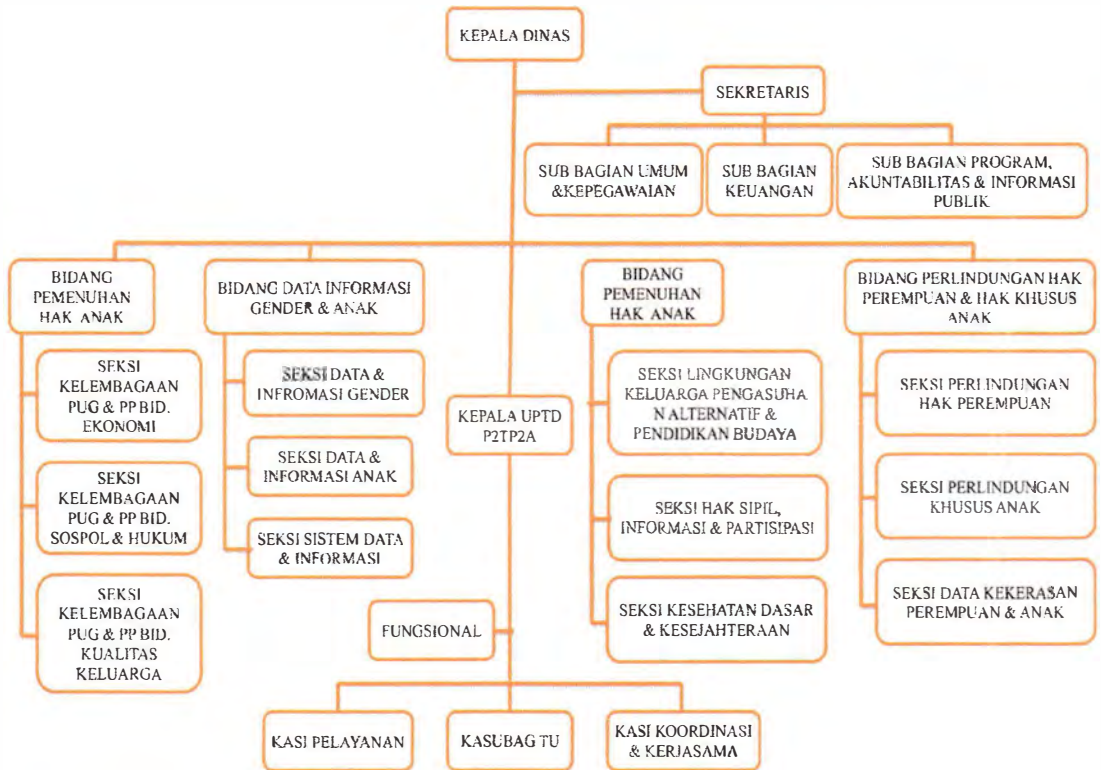 KEPALA DINAS
SEKRETARIS
SUB BAGIAN UMUM
&KEPEGAWAIAN
SUB BAGIAN
KEUANGAN
SUB BAGIAN PROGRAM,
AKUNTABILITAS & INFORMASI
PUBLIK
BIDANG
PEMENUHAN
HAK ANAK
SEKSI
KELEMBAGAAN
PUG & PP BID.
EKONOMI
SEKSI
KELEMBAGAAN
PUG & PP BID.
SOSPOL & HUKUM
SEKSI
KELEMBAGAAN
PUG & PP BID.
KUALITAS
KELUARGA
BIDANG DATA INFORMASI
GENDER & ANAK
SEKSI DATA &
INFROMASI GENDER
SEKSI DATA &
INFORMASI ANAK
SEKSI SISTEM DATA
& INFORMASI
KEPALA UPTD
P2TP2A
FUNGSIONAL
KASI PELAYANAN
KASUBAG TU
KASI KOORDINASI
& KERJASAMA
BIDANG
PEMENUHAN
HAK ANAK
SEKSI LINGKUNGAN
KELUARGA PENGASUHA
N ALTERNATIF &
PENDIDIKAN BUDAYA
SEKSI HAK SIPIL,
INFORMASI & PARTISIPASI
SEKSI KESEHATAN DASAR
& KESEJAHTERAAN
BIDANG PERLINDUNGAN HAK
PEREMPUAN & HAK KHUSUS
ANAK
SEKSI PERLINDUNGAN
HAK PEREMPUAN
SEKSI PERLINDUNGAN
KHUSUS ANAK
SEKSI DATA KEKERASAN
PEREMPUAN & ANAK